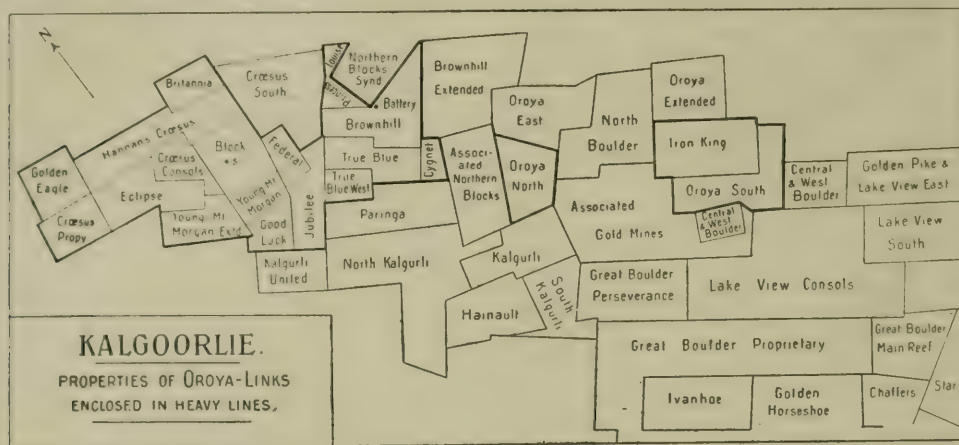 N
Britannia
Crœsus
South
Louise
Princess
Northern
Blocks
Synd
Battery
Brownhill
Brownhill
Extended
Oroya
East
North
Boulder
Oroya
Extended
Iron King
Golden
Eagle
Hannans Crœsus
Crœsus
Consols
Block
Federal
True Blue
True
Blue West
Cygnet
Associ-
ated
Northern
Blocks
Oroya
North
Associated
Gold Mines
Oroya South
Central
& West
Boulder
Central
& West
Boulder
Golden Pike &
Lake View East
Crœsus
Propy
Eclipse
Young Mt
Morgan Extd
Young Mt
Morgan
Good
Luck
Jubilee
Paringa
Kalgurli
United
North Kalgurli
Kalgurli
Hainault
South
Kalgurli
Great Boulder
Perseverance
Lake View Consols
Lake View
South
Great Boulder Proprietary
Great Boulder
Main Reef
Ivanhoe
Golden
Horseshoe
Chaffers
Star
KALGOORLIE.
PROPERTIES OF OROYA-LINKS
ENCLOSED IN HEAVY LINES.